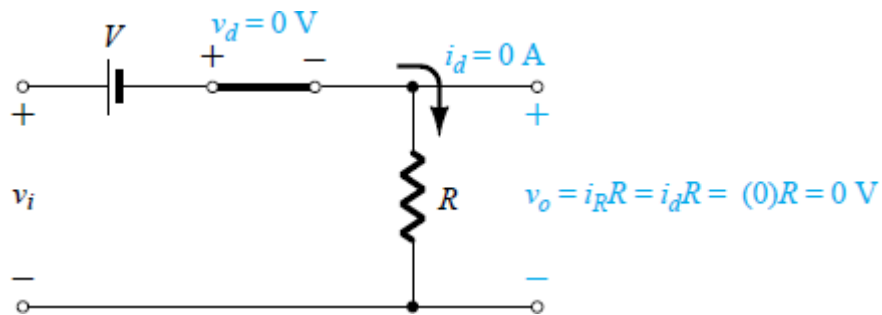 V
v_d = 0 V
+ −
i_d = 0 A
+
+
v_i
R
v_o = i_R R = i_d R = (0)R = 0 V
−
−